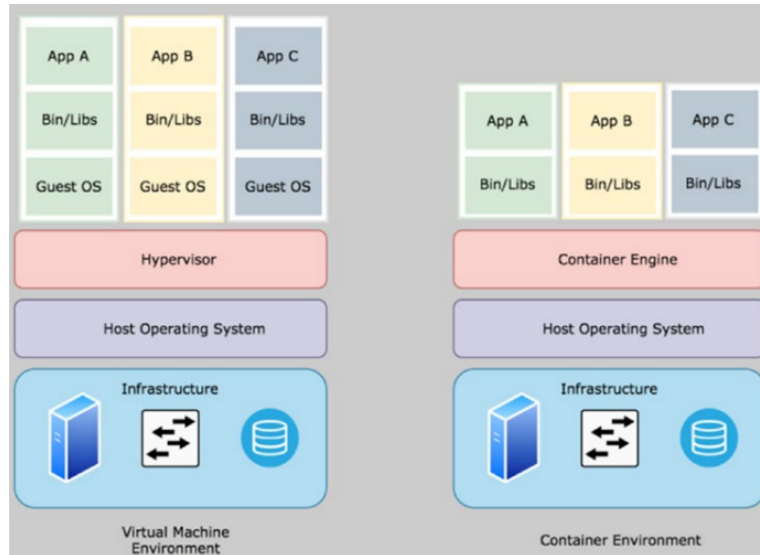 App A
App B
App C
Bin/Libs
Bin/Libs
Bin/Libs
Guest OS
Guest OS
Guest OS
Hypervisor
Host Operating System
Infrastructure
Virtual Machine
Environment
App A
App B
App C
Bin/Libs
Bin/Libs
Bin/Libs
Container Engine
Host Operating System
Infrastructure
Container Environment